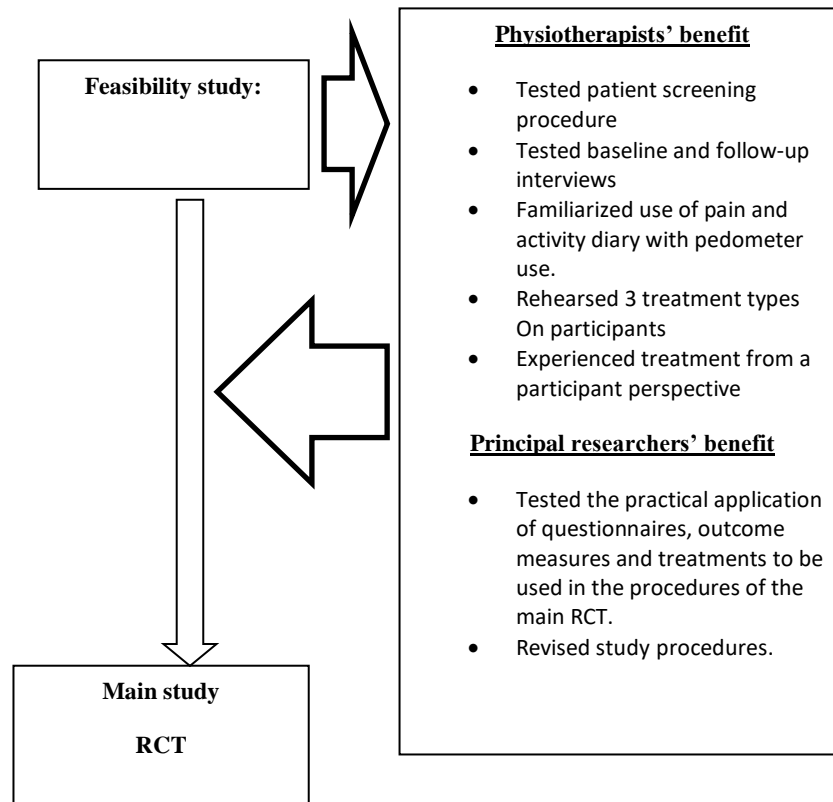 Feasibility study:
Physiotherapists’ benefit
• Tested patient screening
procedure
• Tested baseline and follow-up
interviews
• Familiarized use of pain and
activity diary with pedometer
use.
• Rehearsed 3 treatment types
On participants
• Experienced treatment from a
participant perspective
Principal researchers’ benefit
• Tested the practical application
of questionnaires, outcome
measures and treatments to be
used in the procedures of the
main RCT.
• Revised study procedures.
Main study
RCT